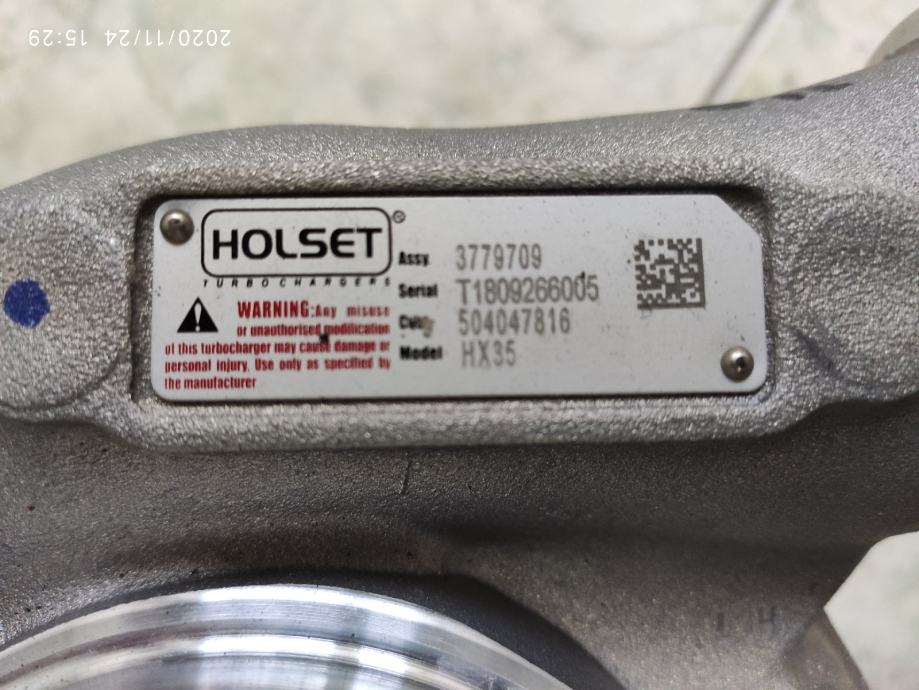 2020/11/24 15:29
HOLSET®
TURBOCHARGERS
WARNING: Any misuse
or unauthorised modification
of this turbocharger may cause damage or
personal injury. Use only as specified by
the manufacturer
Assy. 3779709
Serial T1809266005
Cust 504047816
Model HX35